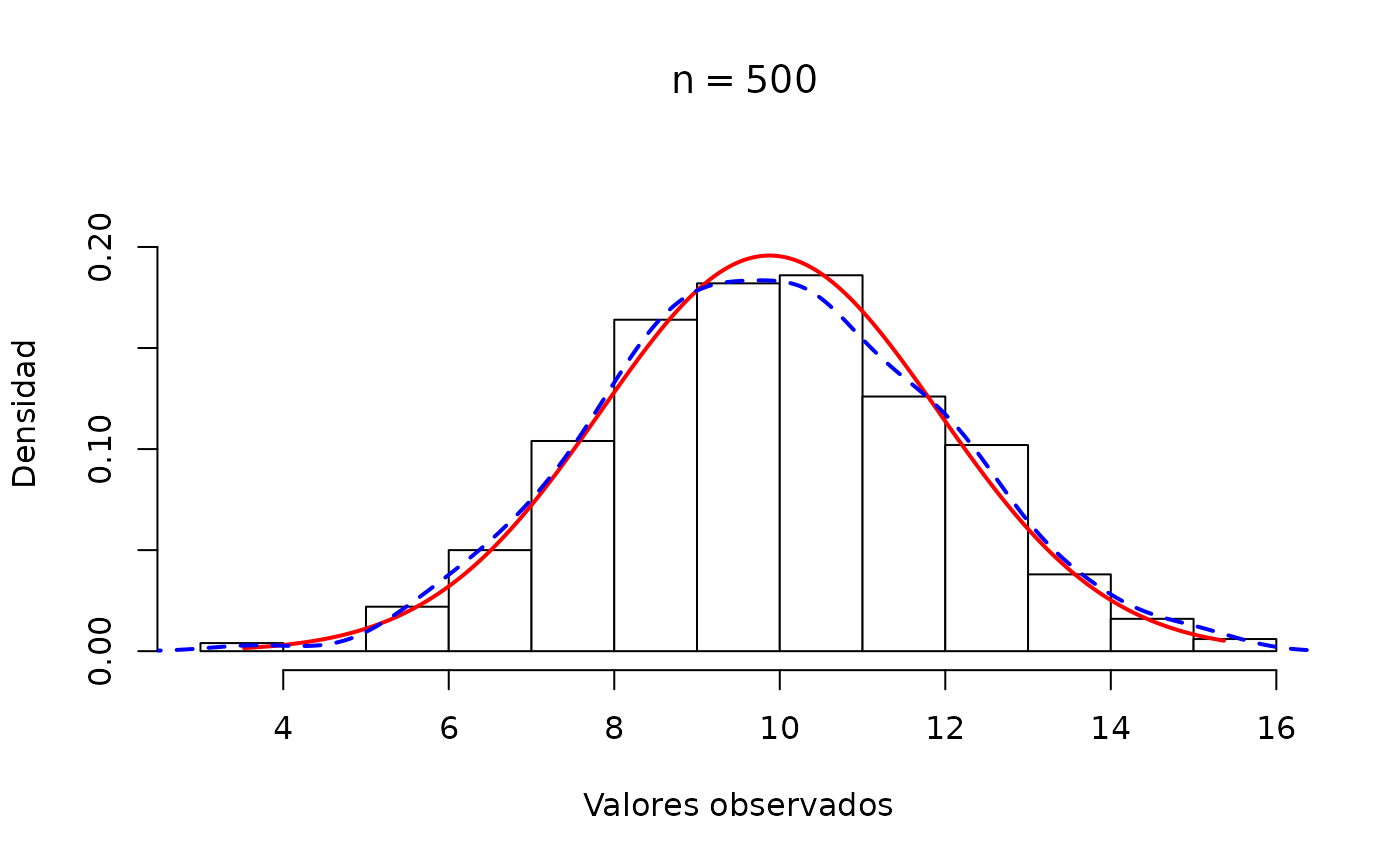 n = 500
Densidad
0.20
0.10
0.00
4 6 8 10 12 14 16
Valores observados